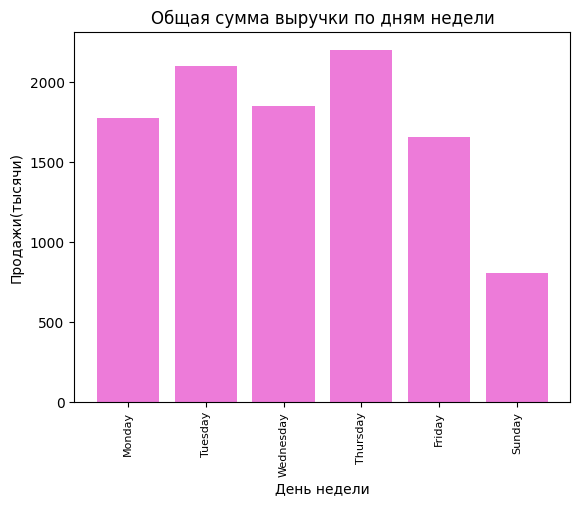 Общая сумма выручки по дням недели
Продажи(тысячи)
2000
1500
1000
500
0
Monday
Tuesday
Wednesday
Thursday
Friday
Sunday
День недели